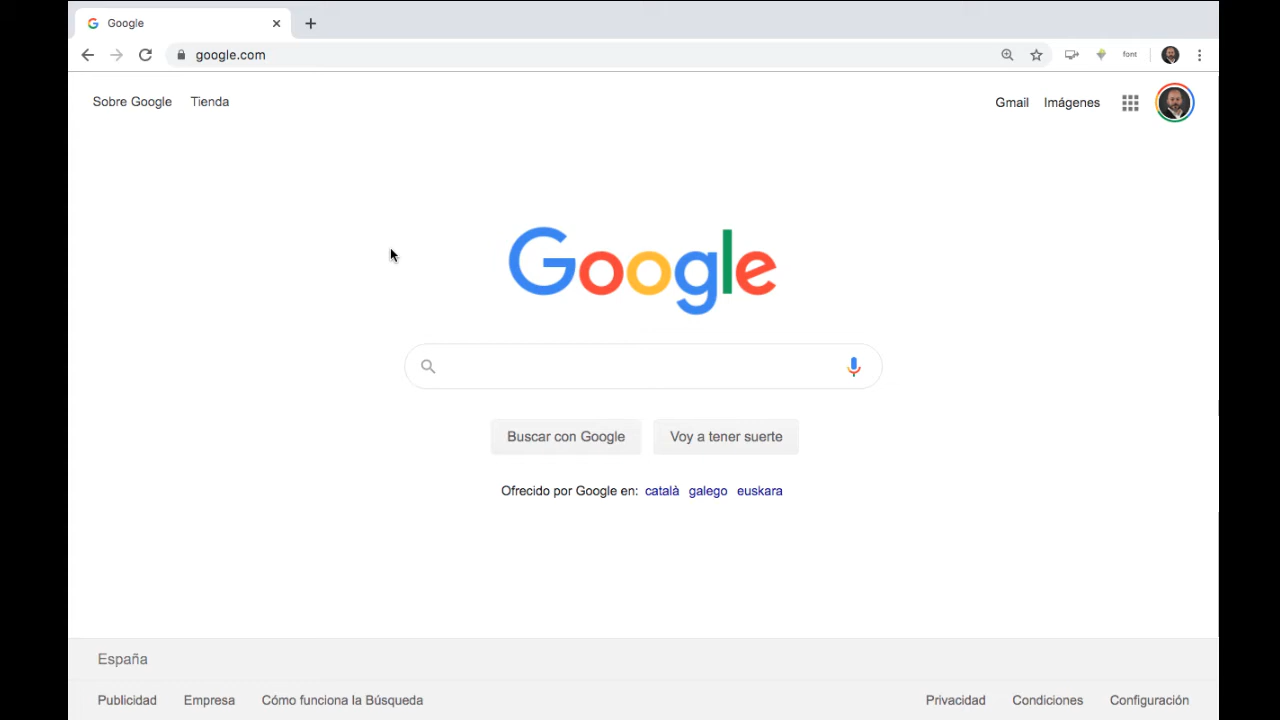 Google
google.com
font
Sobre Google Tienda
Gmail Imágenes
Google
Buscar con Google Voy a tener suerte
Ofrecido por Google en: català galego euskara
España
Publicidad Empresa Cómo funciona la Búsqueda
Privacidad Condiciones Configuración